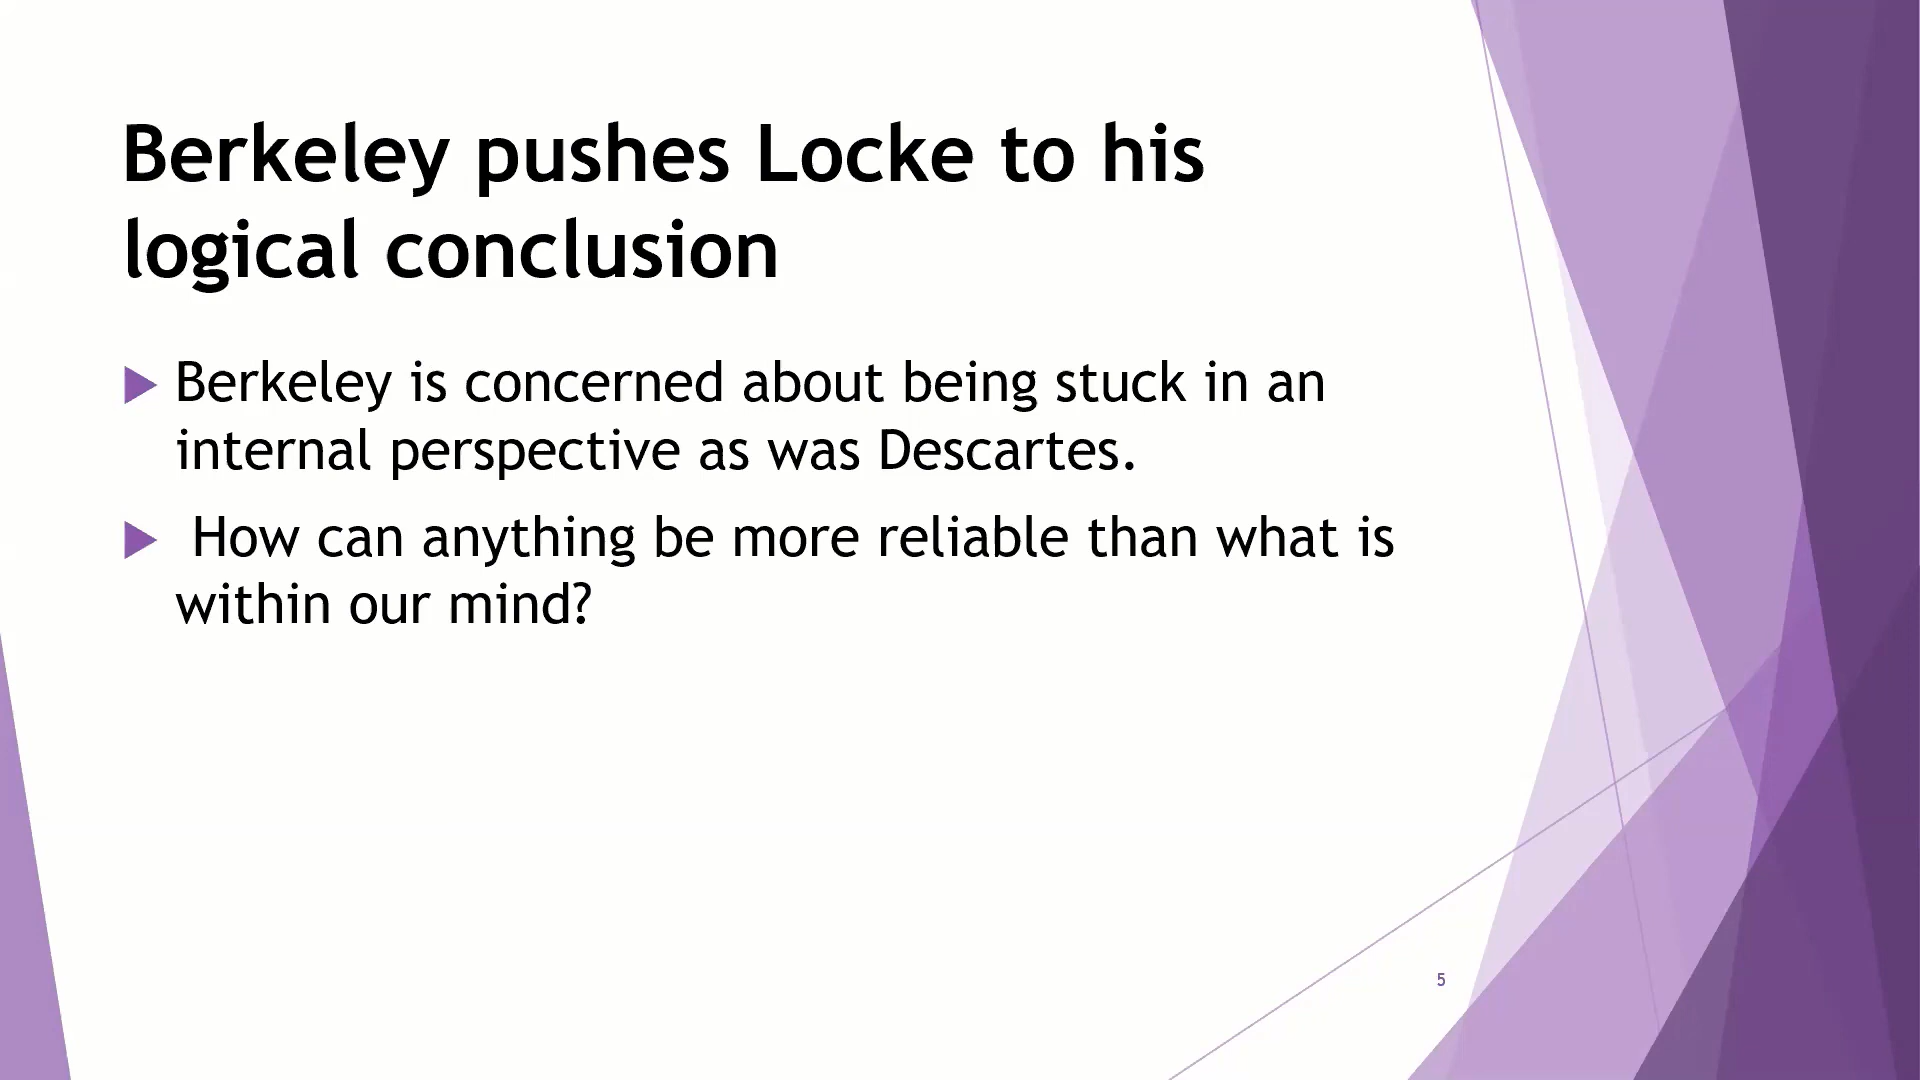 Berkeley pushes Locke to his
logical conclusion
Berkeley is concerned about being stuck in an
internal perspective as was Descartes.
How can anything be more reliable than what is
within our mind?
5